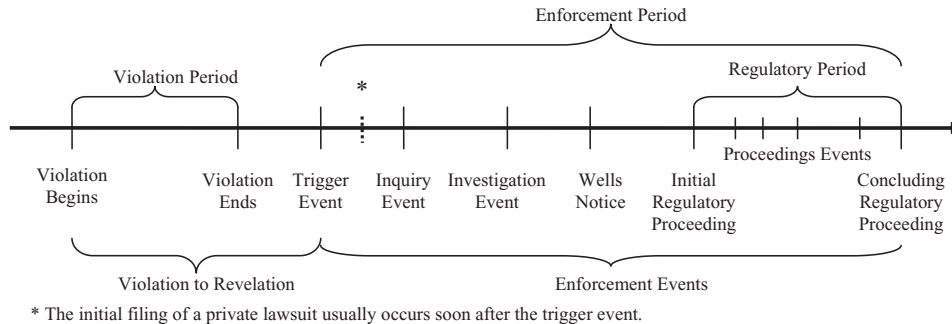 Enforcement Period
Violation Period
*
Regulatory Period
Proceedings Events
Violation
Begins
Violation
Ends
Trigger
Event
Inquiry
Event
Investigation
Event
Wells
Notice
Initial
Regulatory
Proceeding
Concluding
Regulatory
Proceeding
Violation to Revelation
Enforcement Events
* The initial filing of a private lawsuit usually occurs soon after the trigger event.